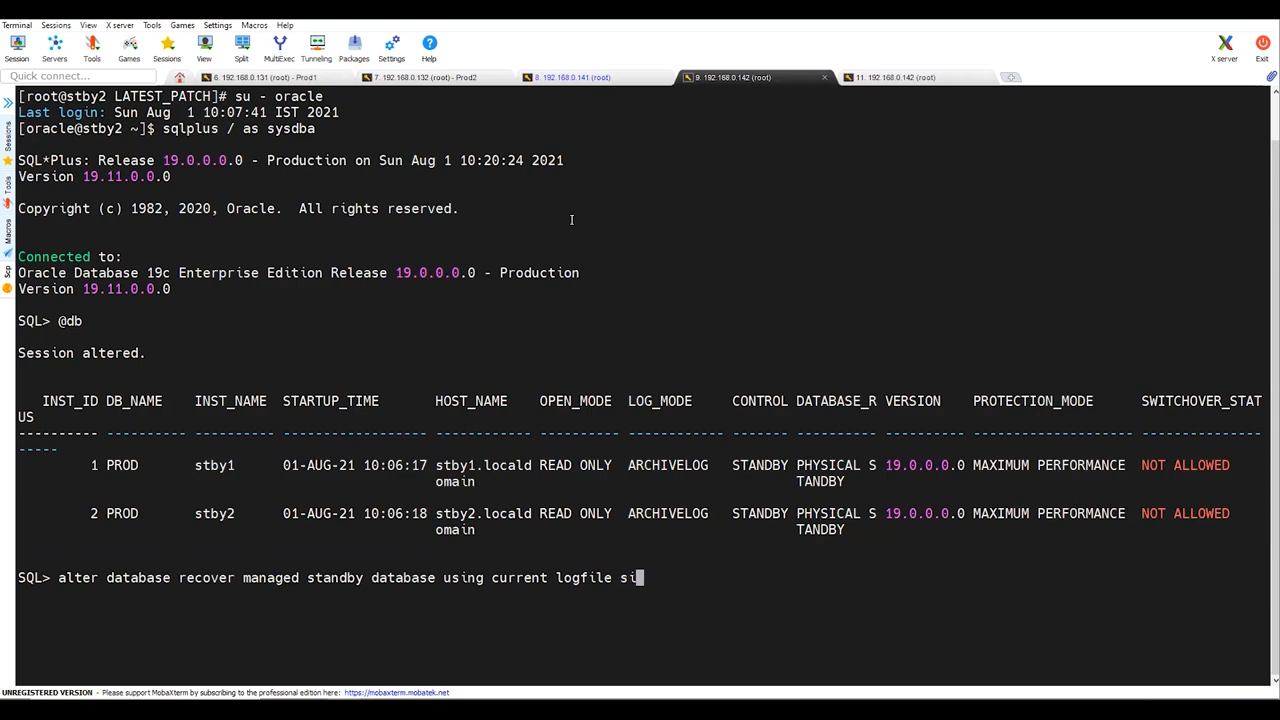 Terminal Sessions View X server Tools Games Settings Macros Help
Session Servers Tools Games Sessions View Split MultiExec Tunneling Packages Settings Help X server Exit
Quick connect... 6. 192.168.0.131 (root) - Prod1 7. 192.168.0.132 (root) - Prod2 8. 192.168.0.141 (root) 9. 192.168.0.142 (root) 11. 192.168.0.142 (root)
Sessions
Tools
Macros
Scp
[root@stby2 LATEST_PATCH]# su - oracle
Last login: Sun Aug  1 10:07:41 IST 2021
[oracle@stby2 ~]$ sqlplus / as sysdba
SQL*Plus: Release 19.0.0.0.0 - Production on Sun Aug 1 10:20:24 2021
Version 19.11.0.0.0
Copyright (c) 1982, 2020, Oracle.  All rights reserved.
Connected to:
Oracle Database 19c Enterprise Edition Release 19.0.0.0.0 - Production
Version 19.11.0.0.0
SQL> @db
Session altered.
INST_ID DB_NAME INST_NAME STARTUP_TIME HOST_NAME OPEN_MODE LOG_MODE CONTROL DATABASE_R VERSION PROTECTION_MODE SWITCHOVER_STAT
US
---------- ---------- --------- ------------------ ------------ --------- ------------ ------- ---------- ---------- -------------------- ---------------
-----
1 PROD stby1 01-AUG-21 10:06:17 stby1.locald READ ONLY ARCHIVELOG STANDBY PHYSICAL S 19.0.0.0.0 MAXIMUM PERFORMANCE NOT ALLOWED
omain TANDBY
2 PROD stby2 01-AUG-21 10:06:18 stby2.locald READ ONLY ARCHIVELOG STANDBY PHYSICAL S 19.0.0.0.0 MAXIMUM PERFORMANCE NOT ALLOWED
omain TANDBY
SQL> alter database recover managed standby database using current logfile si
UNREGISTERED VERSION - Please support MobaXterm by subscribing to the professional edition here: https://mobaxterm.mobatek.net